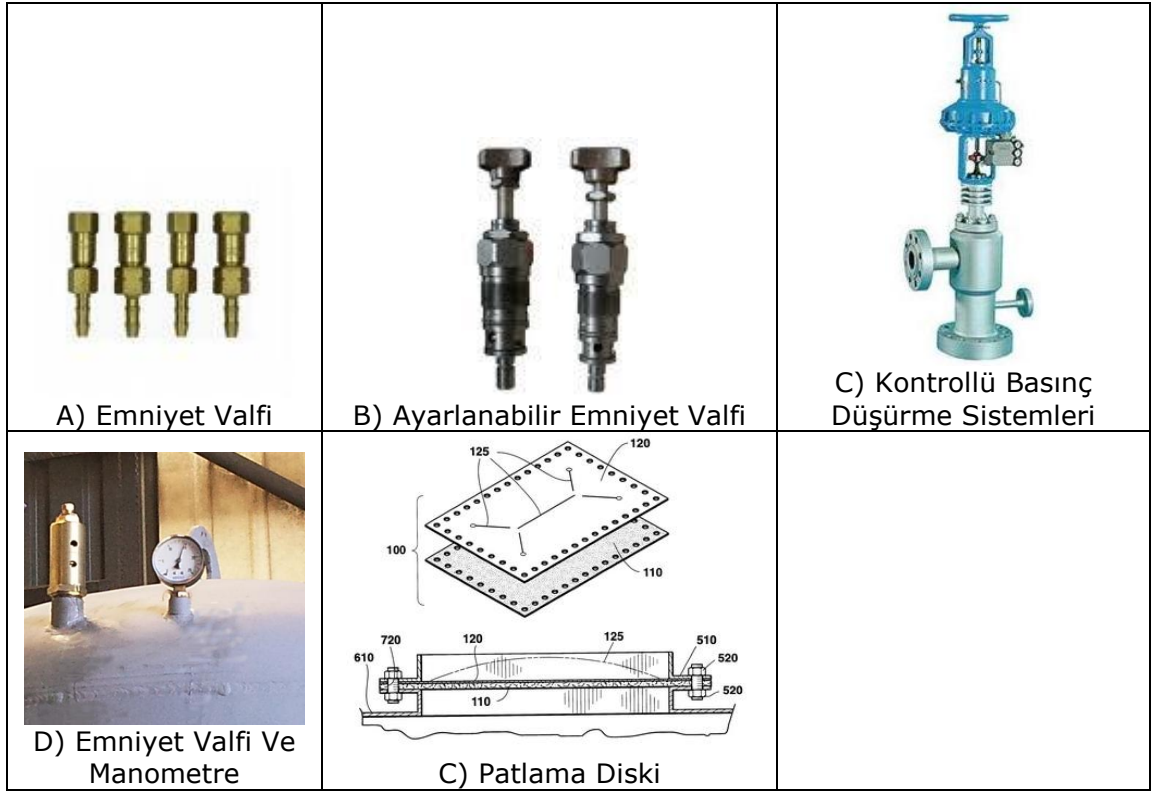 A) Emniyet Valfi
B) Ayarlanabilir Emniyet Valfi
C) Kontrollü Basınç
Düşürme Sistemleri
D) Emniyet Valfi Ve
Manometre
125
120
100
110
720
120
125
510
520
610
110
520
C) Patlama Diski